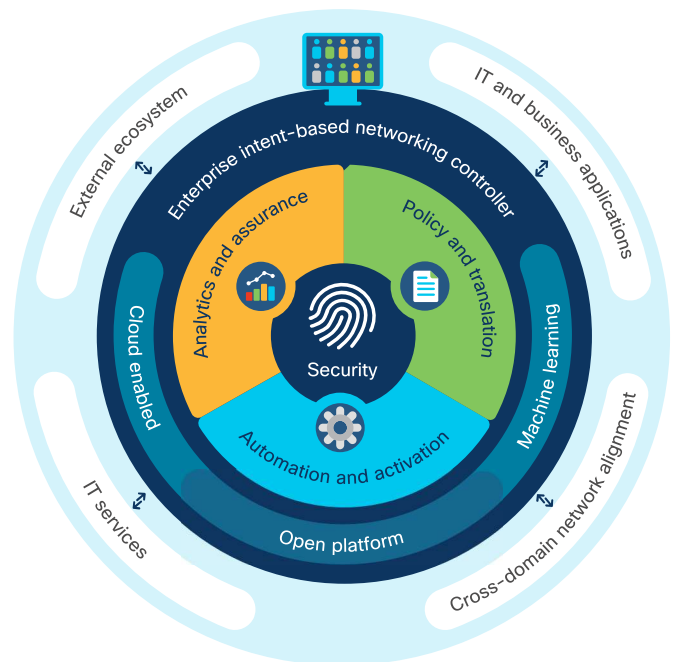 External ecosystem
IT and business applications
Enterprise intent-based networking controller
Analytics and assurance
Policy and translation
Security
Cloud enabled
Machine learning
Automation and activation
Open platform
IT services
Cross-domain network alignment